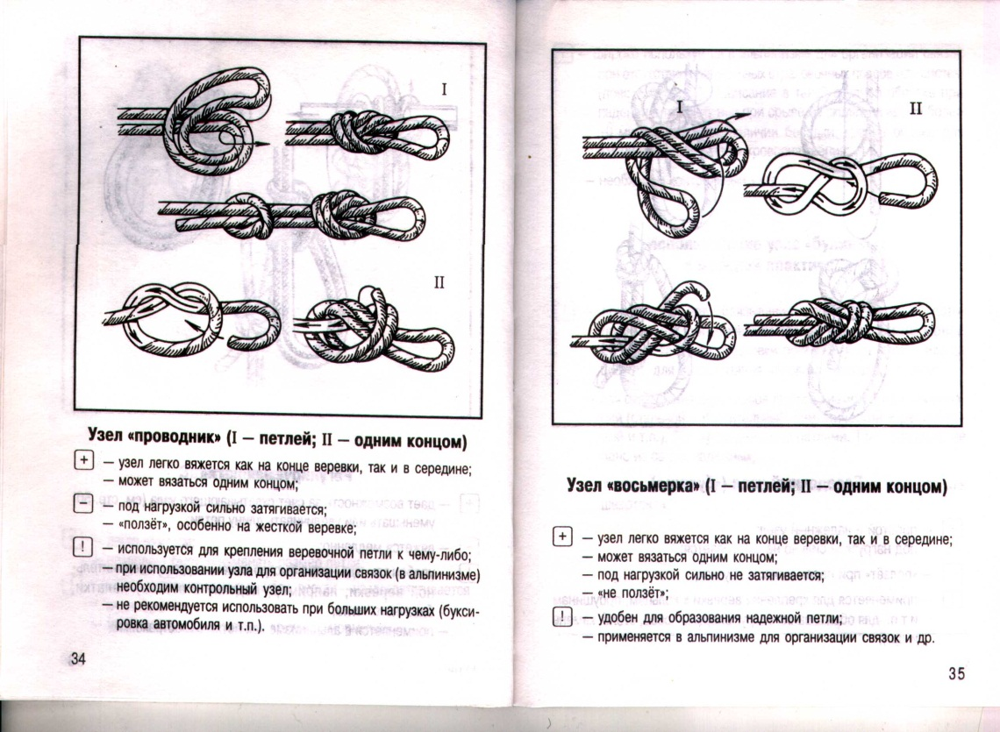 I
II
Узел «проводник» (I – петлей; II – одним концом)
+ – узел легко вяжется как на конце веревки, так и в середине;
– может вязаться одним концом;
– – под нагрузкой сильно затягивается;
– «ползёт», особенно на жесткой веревке;
! – используется для крепления веревочной петли к чему-либо;
– при использовании узла для организации связок (в альпинизме)
необходим контрольный узел;
– не рекомендуется использовать при больших нагрузках (букси-
ровка автомобиля и т.п.).
34
I
II
Узел «восьмерка» (I – петлей; II – одним концом)
+ – узел легко вяжется как на конце веревки, так и в середине;
– может вязаться одним концом;
– под нагрузкой сильно не затягивается;
– «не ползёт»;
! – удобен для образования надежной петли;
– применяется в альпинизме для организации связок и др.
35